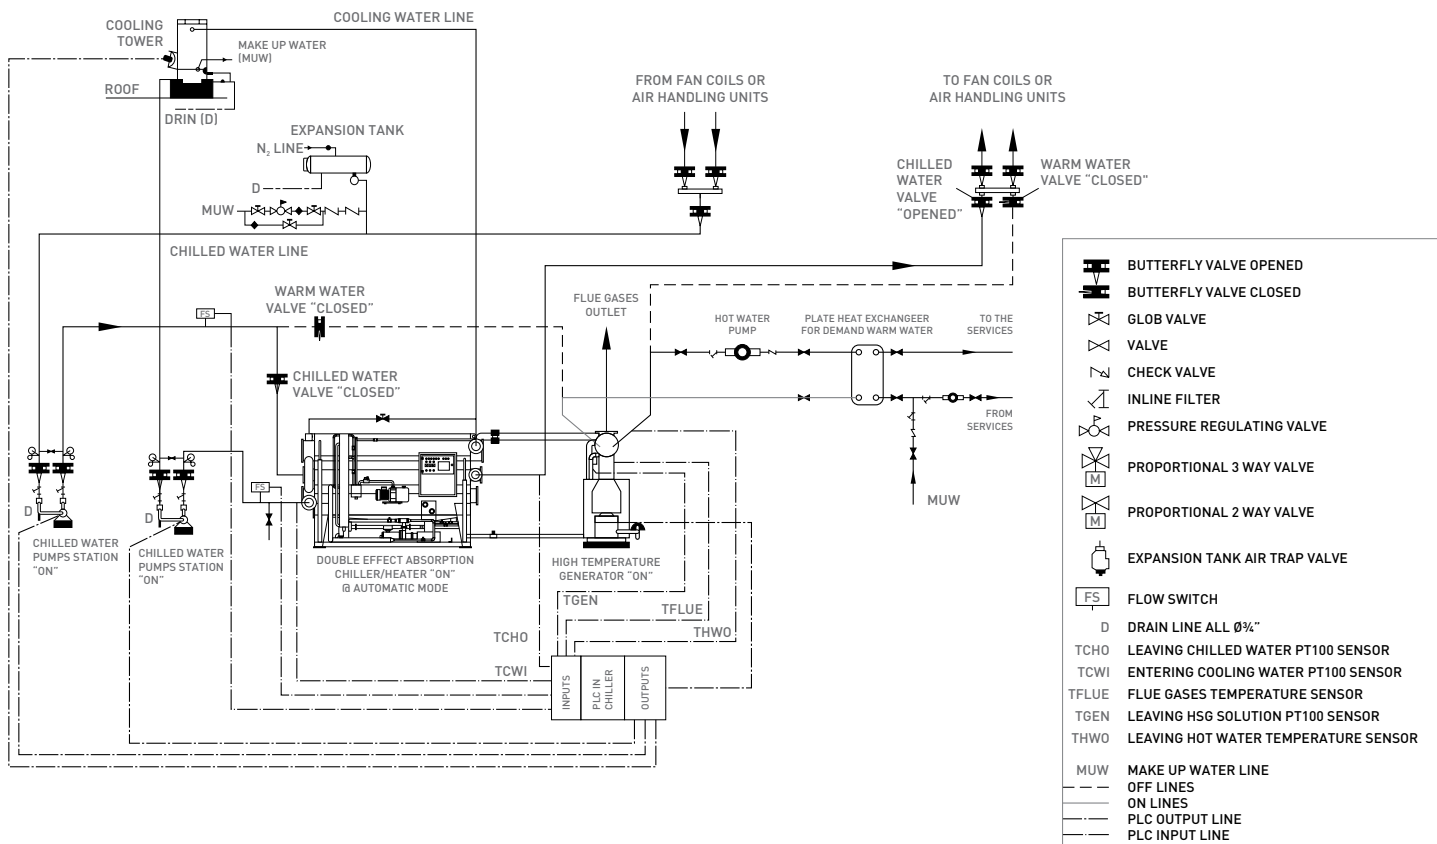 COOLING WATER LINE
COOLING
TOWER
MAKE UP WATER
(MUW)
ROOF
DRIN (D)
EXPANSION TANK
N₂ LINE
D
MUW
CHILLED WATER LINE
FROM FAN COILS OR
AIR HANDLING UNITS
TO FAN COILS OR
AIR HANDLING UNITS
CHILLED
WATER
VALVE
“OPENED”
WARM WATER
VALVE “CLOSED”
WARM WATER
VALVE “CLOSED”
FS
CHILLED WATER
VALVE “CLOSED”
FLUE GASES
OUTLET
HOT WATER
PUMP
PLATE HEAT EXCHANGEER
FOR DEMAND WARM WATER
TO THE
SERVICES
FROM
SERVICES
MUW
FS
D
D
CHILLED WATER
PUMPS STATION
“ON”
CHILLED WATER
PUMPS STATION
“ON”
DOUBLE EFFECT ABSORPTION
CHILLER/HEATER “ON”
@ AUTOMATIC MODE
HIGH TEMPERATURE
GENERATOR “ON”
TGEN
TFLUE
THWO
TCHO
TCWI
INPUTS
PLC IN
CHILLER
OUTPUTS
BUTTERFLY VALVE OPENED
BUTTERFLY VALVE CLOSED
GLOB VALVE
VALVE
CHECK VALVE
INLINE FILTER
PRESSURE REGULATING VALVE
M PROPORTIONAL 3 WAY VALVE
M PROPORTIONAL 2 WAY VALVE
EXPANSION TANK AIR TRAP VALVE
FS FLOW SWITCH
D DRAIN LINE ALL Ø¾”
TCHO LEAVING CHILLED WATER PT100 SENSOR
TCWI ENTERING COOLING WATER PT100 SENSOR
TFLUE FLUE GASES TEMPERATURE SENSOR
TGEN LEAVING HSG SOLUTION PT100 SENSOR
THWO LEAVING HOT WATER TEMPERATURE SENSOR
MUW MAKE UP WATER LINE
OFF LINES
ON LINES
PLC OUTPUT LINE
PLC INPUT LINE